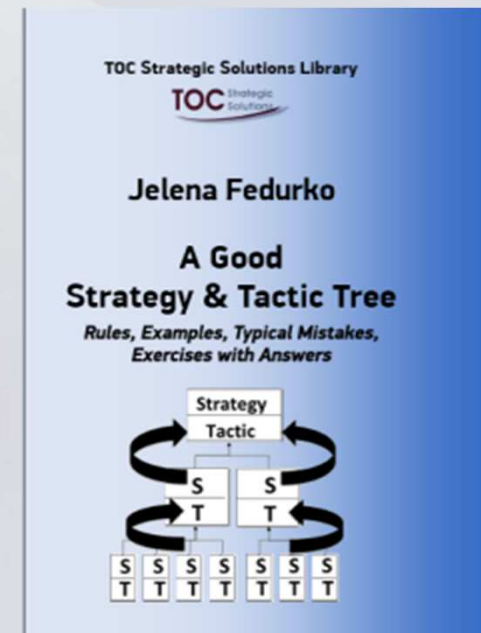 TOC Strategic Solutions Library
TOC Strategic
Solutions
Jelena Fedurko
A Good
Strategy & Tactic Tree
Rules, Examples, Typical Mistakes,
Exercises with Answers
Strategy
Tactic
S S
T T
S S S S S S S
T T T T T T T